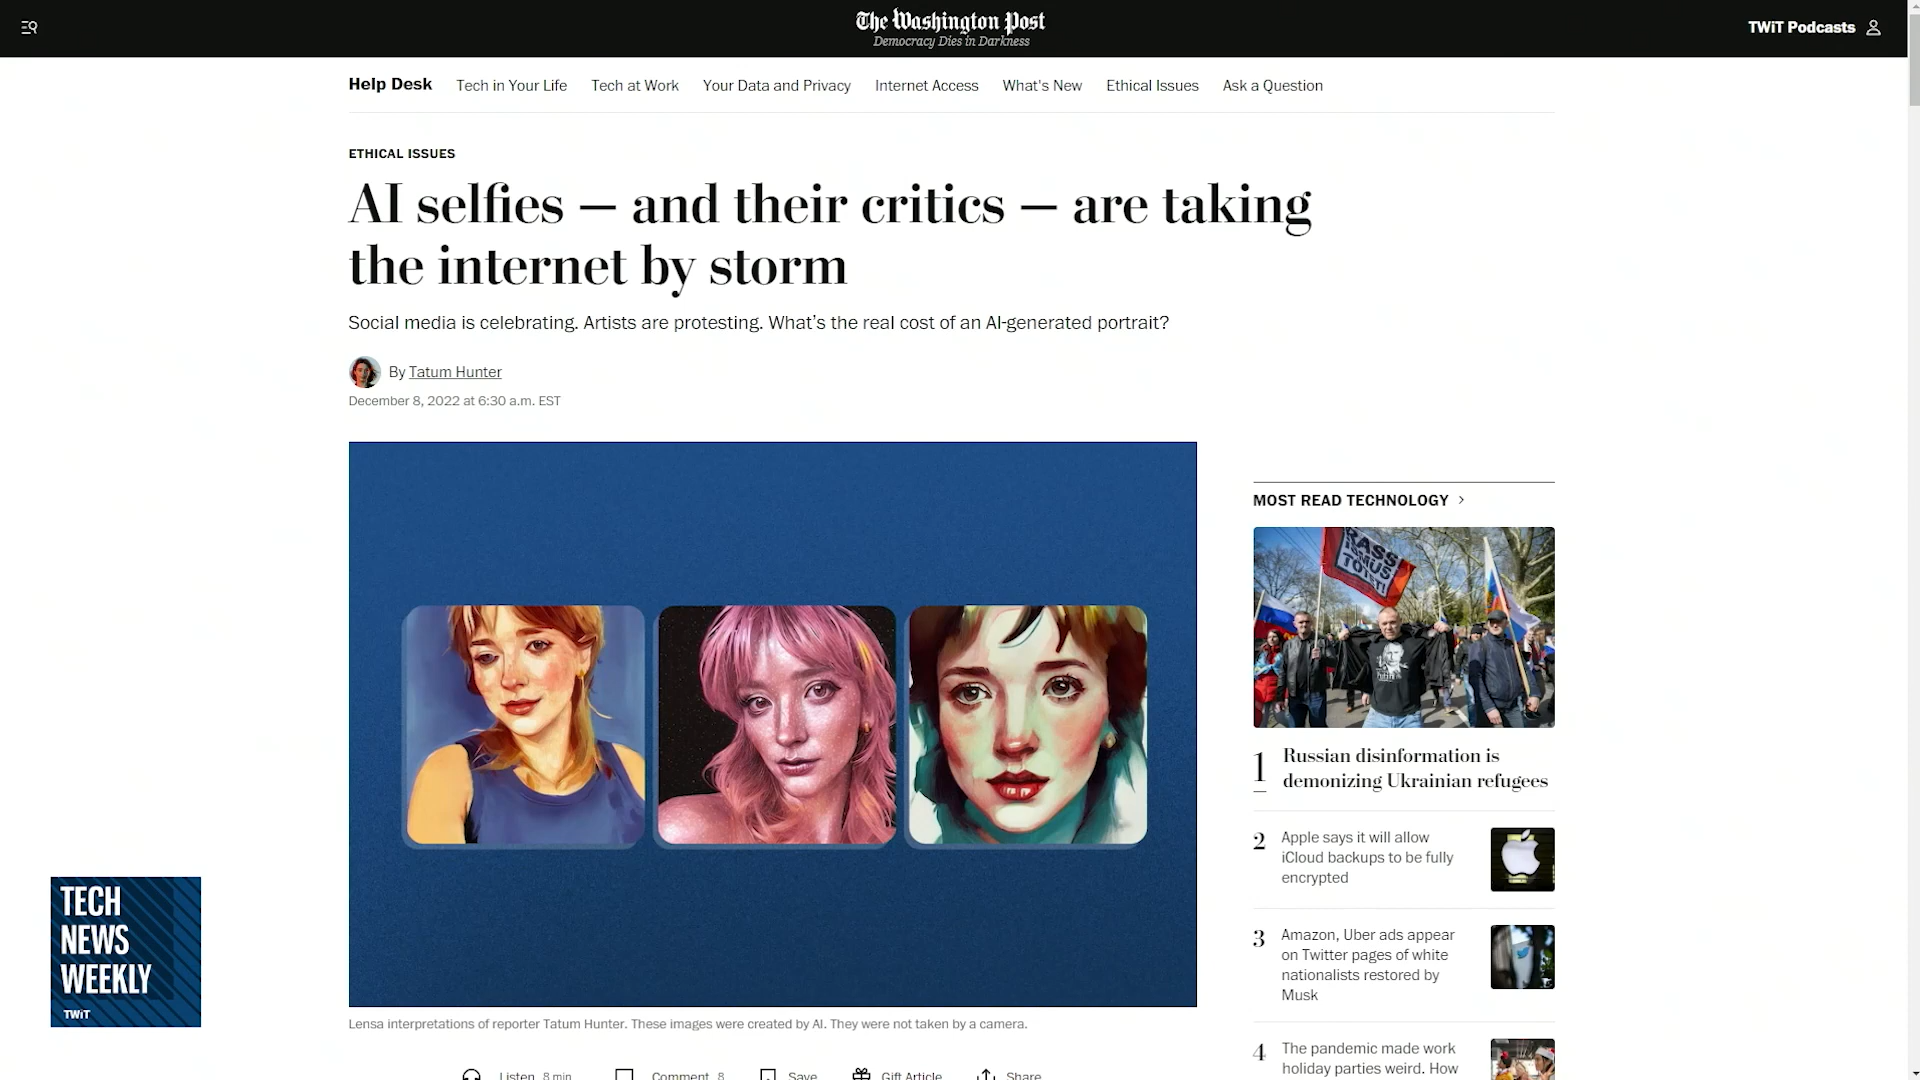 The Washington Post
Democracy Dies in Darkness
TWiT Podcasts
Help Desk
Tech in Your Life
Tech at Work
Your Data and Privacy
Internet Access
What's New
Ethical Issues
Ask a Question
ETHICAL ISSUES
AI selfies — and their critics — are taking
the internet by storm
Social media is celebrating. Artists are protesting. What's the real cost of an AI-generated portrait?
By Tatum Hunter
December 8, 2022 at 6:30 a.m. EST
Lensa interpretations of reporter Tatum Hunter. These images were created by AI. They were not taken by a camera.
Listen 8 min
Comment 8
Save
Gift Article
Share
MOST READ TECHNOLOGY
1
Russian disinformation is
demonizing Ukrainian refugees
2
Apple says it will allow
iCloud backups to be fully
encrypted
3
Amazon, Uber ads appear
on Twitter pages of white
nationalists restored by
Musk
4
The pandemic made work
holiday parties weird. How
TECH
NEWS
WEEKLY
TWiT